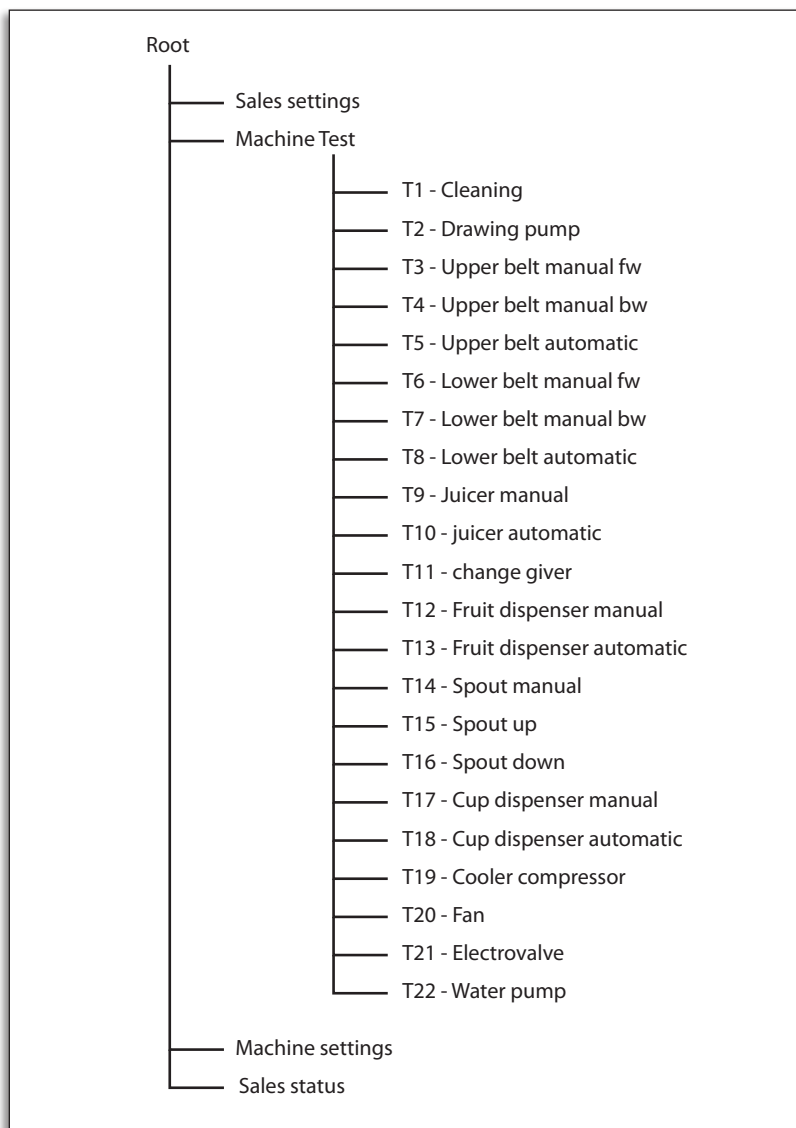 Root
Sales settings
Machine Test
T1 - Cleaning
T2 - Drawing pump
T3 - Upper belt manual fw
T4 - Upper belt manual bw
T5 - Upper belt automatic
T6 - Lower belt manual fw
T7 - Lower belt manual bw
T8 - Lower belt automatic
T9 - Juicer manual
T10 - juicer automatic
T11 - change giver
T12 - Fruit dispenser manual
T13 - Fruit dispenser automatic
T14 - Spout manual
T15 - Spout up
T16 - Spout down
T17 - Cup dispenser manual
T18 - Cup dispenser automatic
T19 - Cooler compressor
T20 - Fan
T21 - Electrovalve
T22 - Water pump
Machine settings
Sales status